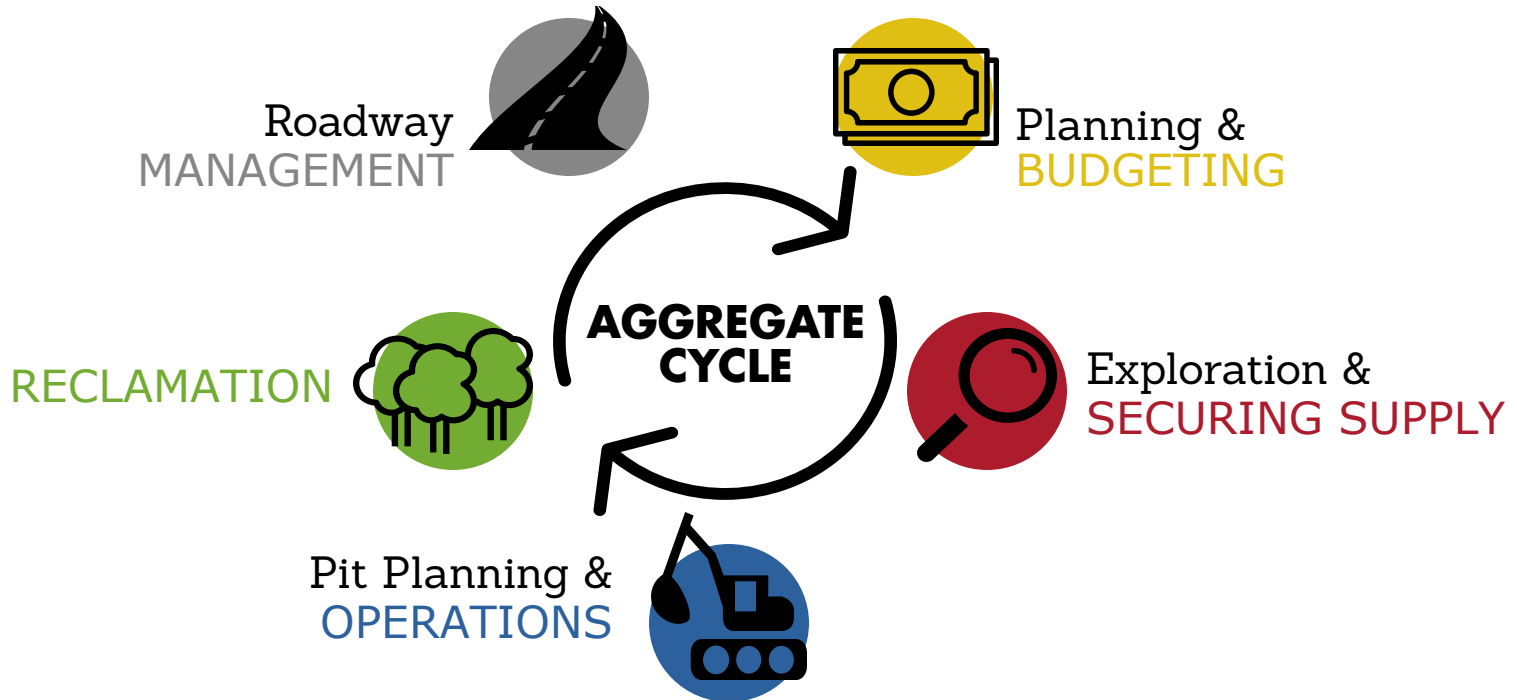 Roadway
MANAGEMENT
Planning &
BUDGETING
AGGREGATE
CYCLE
Exploration &
SECURING SUPPLY
RECLAMATION
Pit Planning &
OPERATIONS